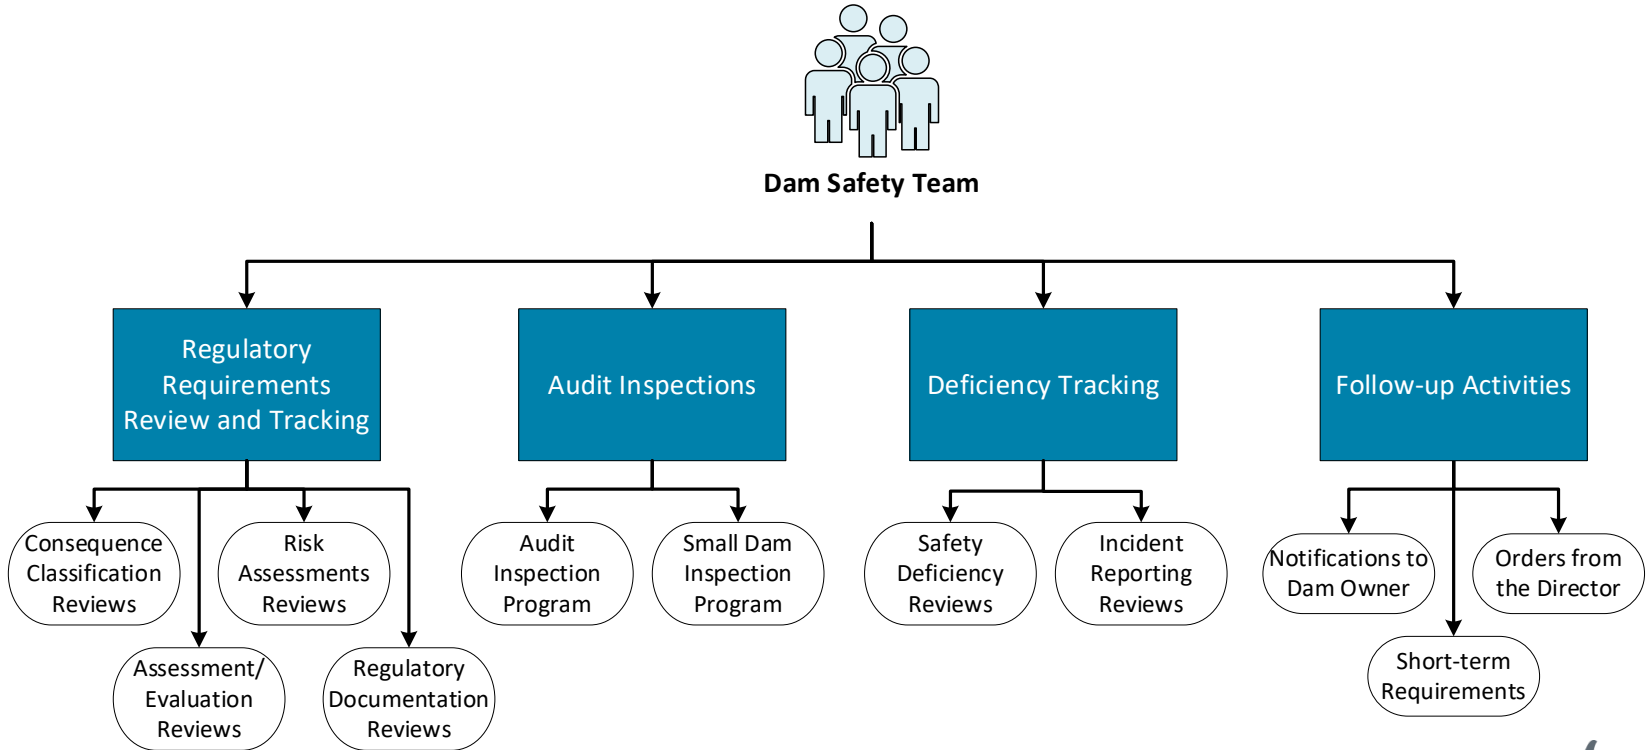 Dam Safety Team
Regulatory
Requirements
Review and Tracking
Audit Inspections
Deficiency Tracking
Follow-up Activities
Consequence
Classification
Reviews
Risk
Assessments
Reviews
Assessment/
Evaluation
Reviews
Regulatory
Documentation
Reviews
Audit
Inspection
Program
Small Dam
Inspection
Program
Safety
Deficiency
Reviews
Incident
Reporting
Reviews
Notifications to
Dam Owner
Orders from
the Director
Short-term
Requirements